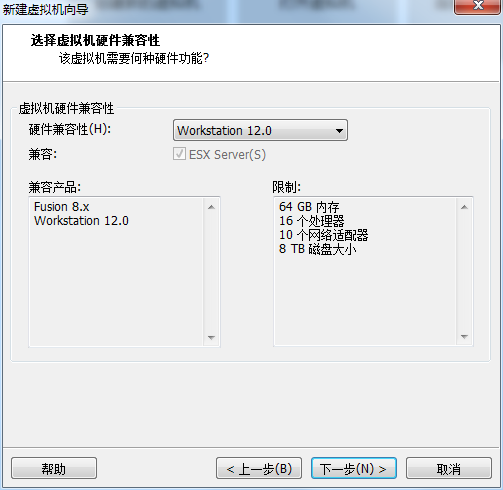 新建虚拟机向导
选择虚拟机硬件兼容性
该虚拟机需要何种硬件功能?
虚拟机硬件兼容性
硬件兼容性(H):
Workstation 12.0
兼容:
ESX Server(S)
兼容产品:
Fusion 8.x
Workstation 12.0
限制:
64 GB 内存
16 个处理器
10 个网络适配器
8 TB 磁盘大小
帮助
< 上一步(B)
下一步(N) >
取消